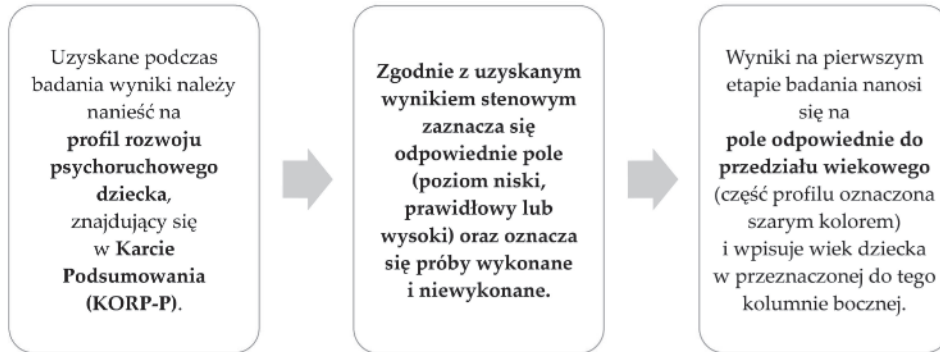 Uzyskane podczas
badania wyniki należy
nanieść na
profil rozwoju
psychoruchowego
dziecka,
znajdujący się
w Karcie
Podsumowania
(KORP-P).
Zgodnie z uzyskanym
wynikiem stenowym
zaznacza się
odpowiednie pole
(poziom niski,
prawidłowy lub
wysoki) oraz oznacza
się próby wykonane
i niewykonane.
Wyniki na pierwszym
etapie badania nanosi
się na
pole odpowiednie do
przedziału wiekowego
(część profilu oznaczona
szarym kolorem)
i wpisuje wiek dziecka
w przeznaczonej do tego
kolumnie bocznej.